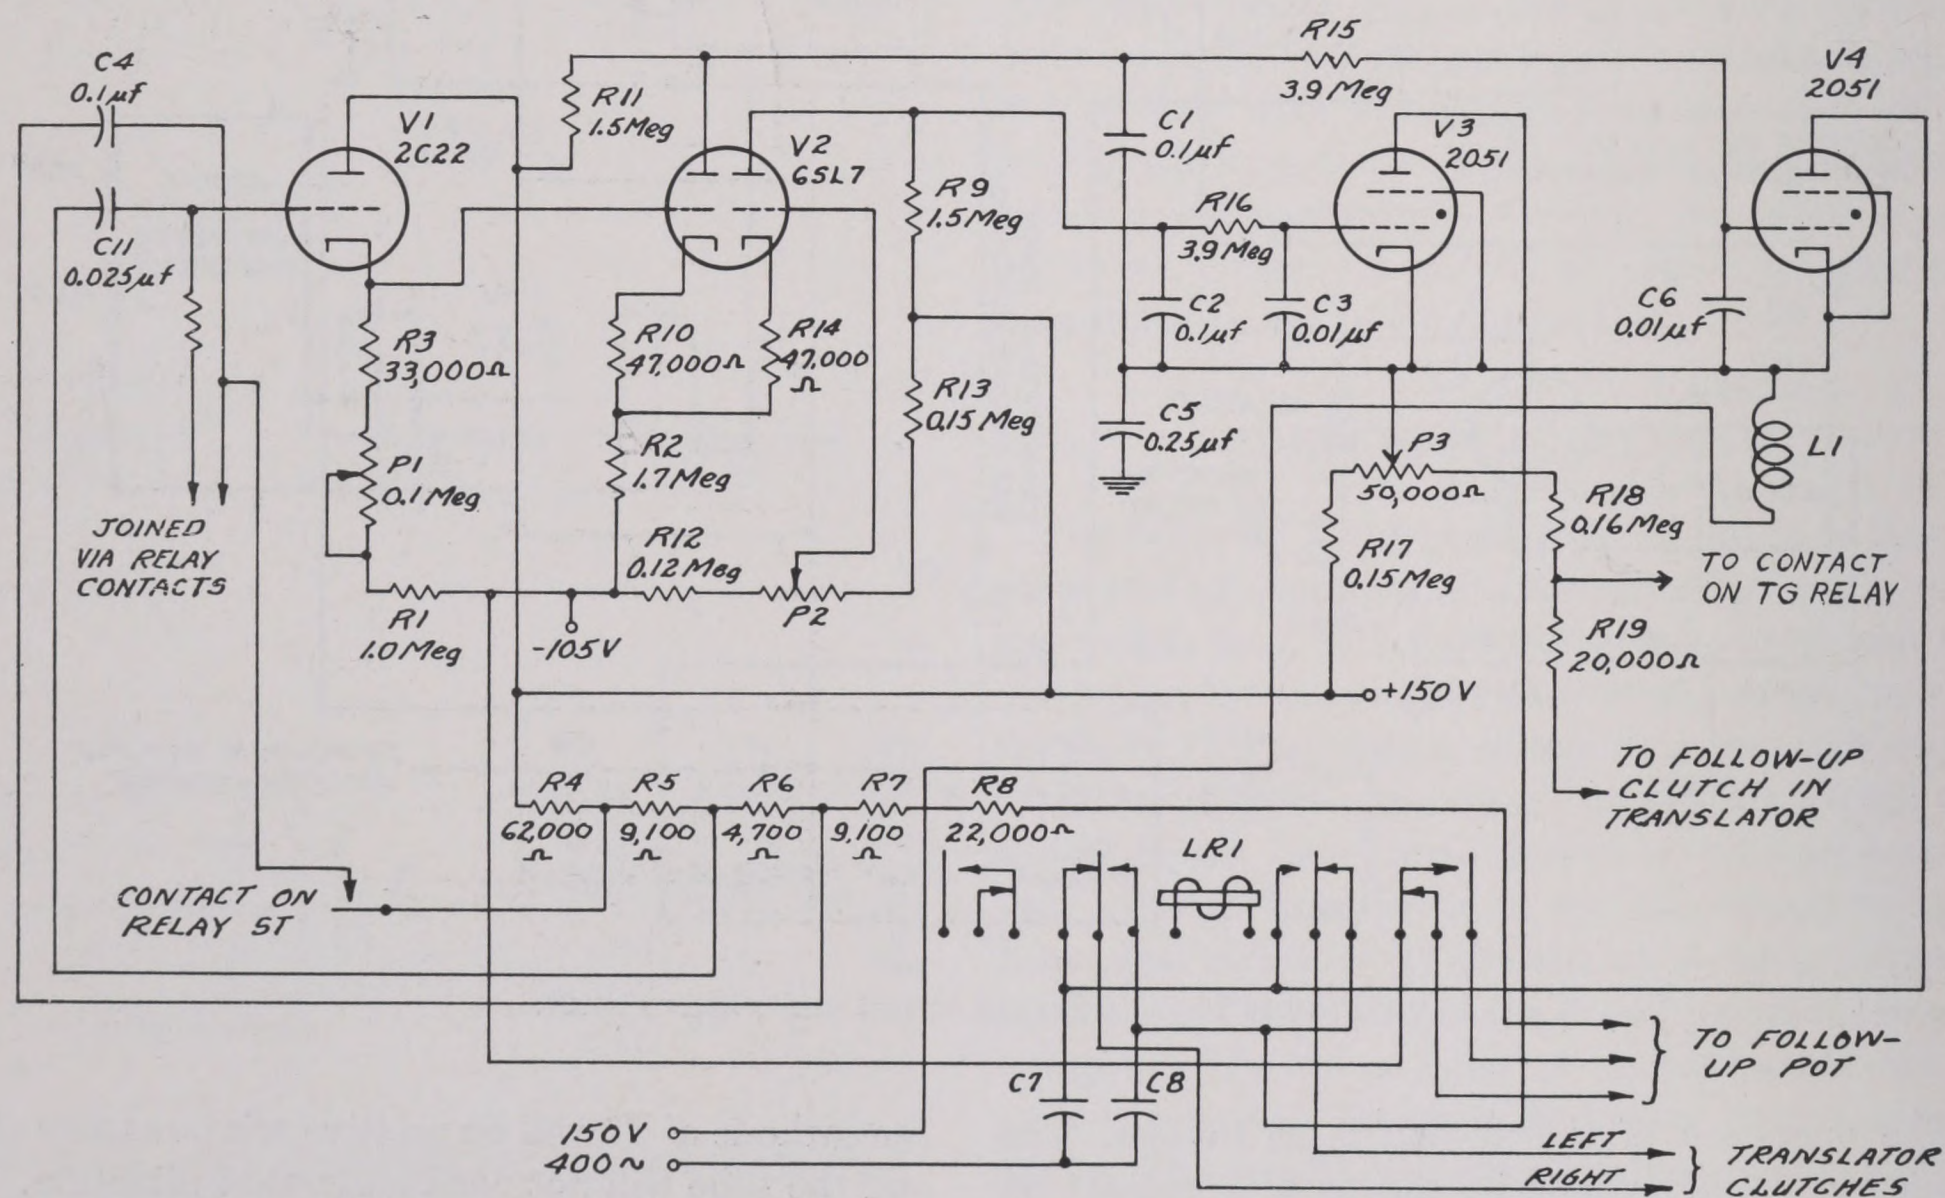 C4
0.1µf
C11
0.025µf
V1
2C22
R11
1.5Meg
V2
6SL7
R9
1.5Meg
C1
0.1µf
R15
3.9 Meg
V3
2051
V4
2051
R16
3.9 Meg
C2
0.1µf
C3
0.01µf
C6
0.01µf
R3
33,000Ω
R10
47,000Ω
R14
47,000
Ω
R13
0.15 Meg
C5
0.25µf
P1
0.1 Meg
R2
1.7 Meg
P3
50,000Ω
L1
JOINED
VIA RELAY
CONTACTS
R12
0.12 Meg
P2
R17
0.15 Meg
R18
0.16 Meg
TO CONTACT
ON TG RELAY
R1
1.0 Meg
-105V
R19
20,000Ω
+150V
TO FOLLOW-UP
CLUTCH IN
TRANSLATOR
R4
62,000
Ω
R5
9,100
Ω
R6
4,700
Ω
R7
9,100
Ω
R8
22,000Ω
LR1
CONTACT ON
RELAY ST
C7
C8
TO FOLLOW-
UP POT
150V
400~
LEFT
RIGHT
TRANSLATOR
CLUTCHES